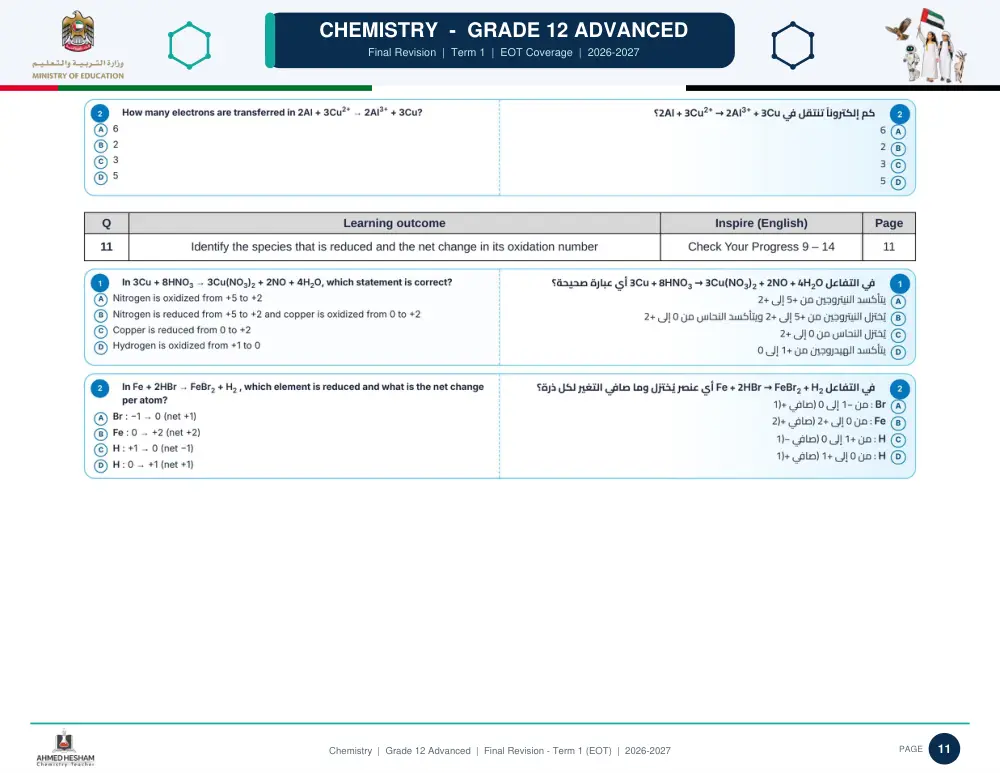 وزارة التربية والتعليم
MINISTRY OF EDUCATION
CHEMISTRY - GRADE 12 ADVANCED
Final Revision | Term 1 | EOT Coverage | 2026-2027
2 How many electrons are transferred in 2Al + 3Cu²⁺ → 2Al³⁺ + 3Cu?
A 6
B 2
C 3
D 5
2 كم إلكتروناً تنتقل في 2Al + 3Cu²⁺ → 2Al³⁺ + 3Cu؟
A 6
B 2
C 3
D 5
Q Learning outcome Inspire (English) Page
11 Identify the species that is reduced and the net change in its oxidation number Check Your Progress 9 – 14 11
1 In 3Cu + 8HNO₃ → 3Cu(NO₃)₂ + 2NO + 4H₂O, which statement is correct?
A Nitrogen is oxidized from +5 to +2
B Nitrogen is reduced from +5 to +2 and copper is oxidized from 0 to +2
C Copper is reduced from 0 to +2
D Hydrogen is oxidized from +1 to 0
1 في التفاعل 3Cu + 8HNO₃ → 3Cu(NO₃)₂ + 2NO + 4H₂O أي عبارة صحيحة؟
A يتأكسد النيتروجين من +5 إلى +2
B يُختزل النيتروجين من +5 إلى +2 ويتأكسد النحاس من 0 إلى +2
C يُختزل النحاس من 0 إلى +2
D يتأكسد الهيدروجين من +1 إلى 0
2 In Fe + 2HBr → FeBr₂ + H₂ , which element is reduced and what is the net change
per atom?
A Br : −1 → 0 (net +1)
B Fe : 0 → +2 (net +2)
C H : +1 → 0 (net −1)
D H : 0 → +1 (net +1)
2 في التفاعل Fe + 2HBr → FeBr₂ + H₂ أي عنصر يُختزل وما صافي التغير لكل ذرة؟
A Br : من −1 إلى 0 (صافي +1)
B Fe : من 0 إلى +2 (صافي +2)
C H : من +1 إلى 0 (صافي −1)
D H : من 0 إلى +1 (صافي +1)
AHMED HESHAM
Chemistry Teacher
Chemistry | Grade 12 Advanced | Final Revision - Term 1 (EOT) | 2026-2027
PAGE 11